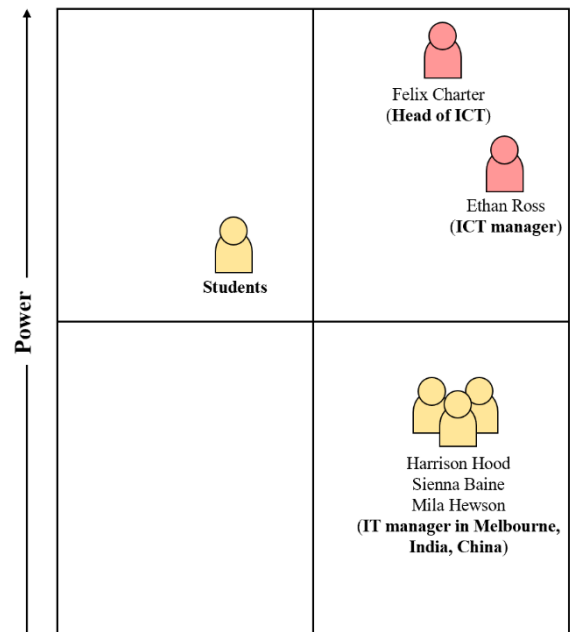 Power
Felix Charter
(Head of ICT)
Ethan Ross
(ICT manager)
Students
Harrison Hood
Sienna Baine
Mila Hewson
(IT manager in Melbourne,
India, China)